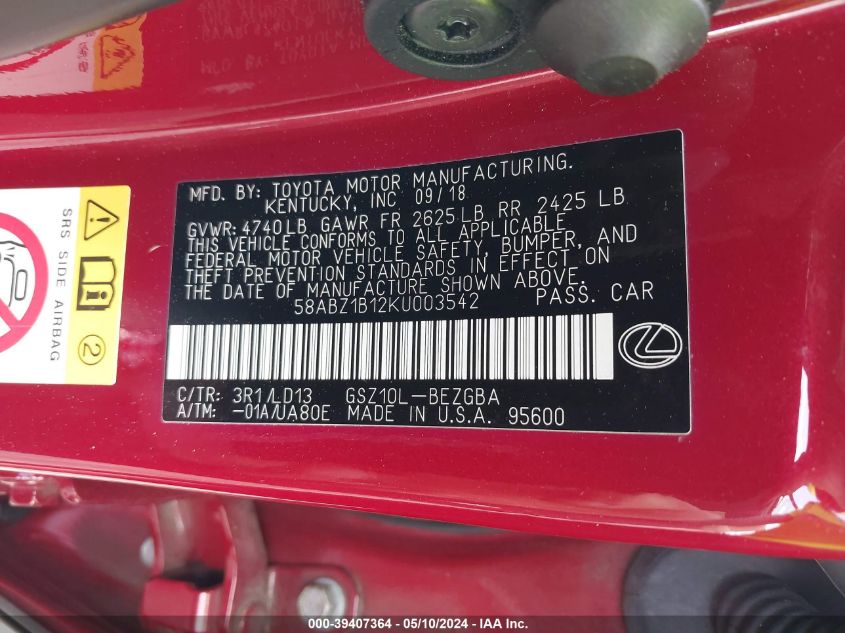 MFD. BY: TOYOTA MOTOR MANUFACTURING.
KENTUCKY, INC 09/18
GVWR: 4740LB GAWR FR 2625 LB RR 2425 LB
THIS VEHICLE CONFORMS TO ALL APPLICABLE
FEDERAL MOTOR VEHICLE SAFETY, BUMPER, AND
THEFT PREVENTION STANDARDS IN EFFECT ON
THE DATE OF MANUFACTURE SHOWN ABOVE.
58ABZ1B12KU003542 PASS. CAR
C/TR: 3R1/LD13 GSZ10L-BEZGBA
A/TM: -01A/UA80E MADE IN U.S.A. 95600
SRS SIDE AIRBAG
2
000-39407364 - 05/10/2024 - IAA Inc.